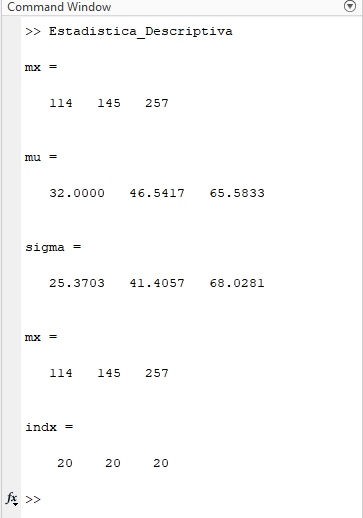 Command Window
>> Estadistica_Descriptiva
mx =
114 145 257
mu =
32.0000 46.5417 65.5833
sigma =
25.3703 41.4057 68.0281
mx =
114 145 257
indx =
20 20 20
fx >>